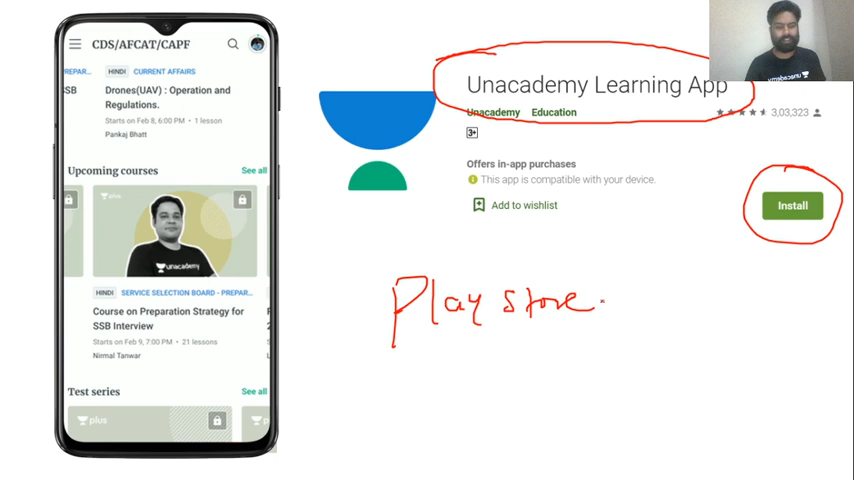 CDS/AFCAT/CAPF
PREPAR...
HINDI CURRENT AFFAIRS
SSB
Drones(UAV) : Operation and
Regulations.
Starts on Feb 8, 6:00 PM • 1 lesson
Pankaj Bhatt
Upcoming courses
See all
plus
unacademy
HINDI SERVICE SELECTION BOARD - PREPAR...
Course on Preparation Strategy for
SSB Interview
Starts on Feb 9, 7:00 PM • 21 lessons
Nirmal Tanwar
Test series
See all
plus
Unacademy Learning App
Unacademy Education
3,03,323
3+
Offers in-app purchases
This app is compatible with your device.
Add to wishlist
Install
Play store.
unacademy